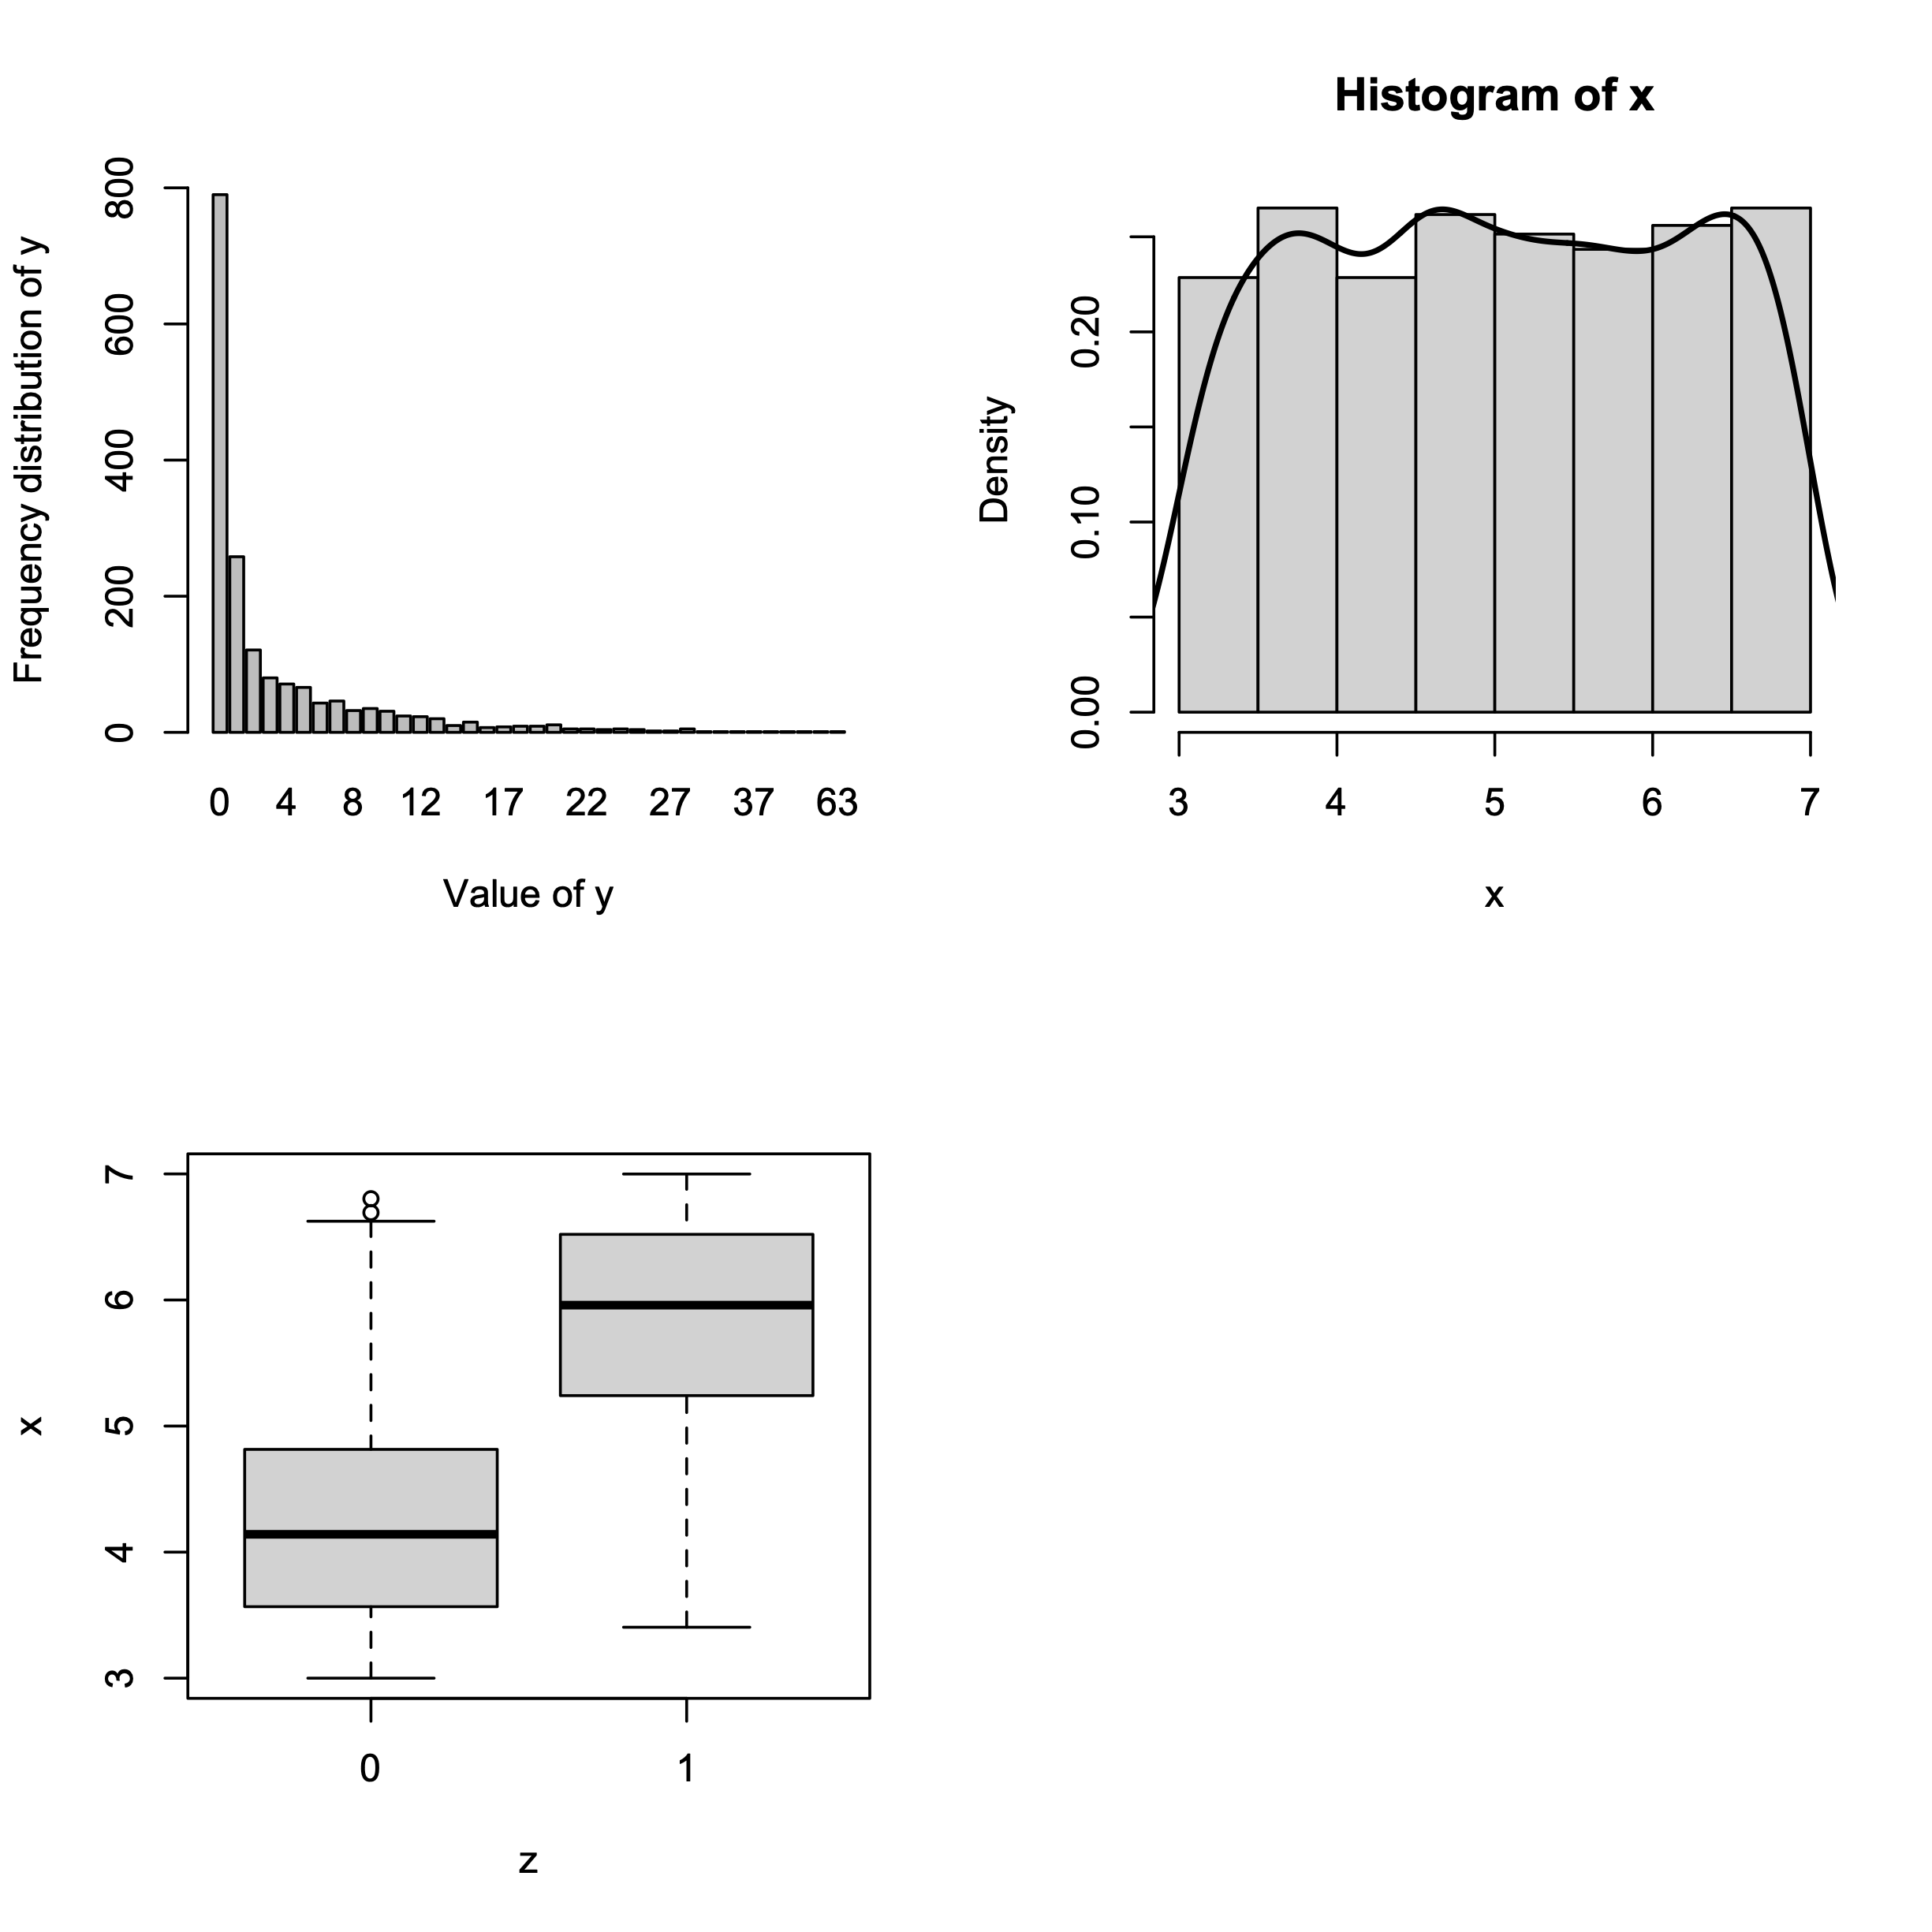 Frequency distribution of y
800
600
400
200
0
0 4 8 12 17 22 27 37 63
Value of y
Histogram of x
Density
0.20
0.10
0.00
3 4 5 6 7
x
x
7
6
5
4
3
0 1
z